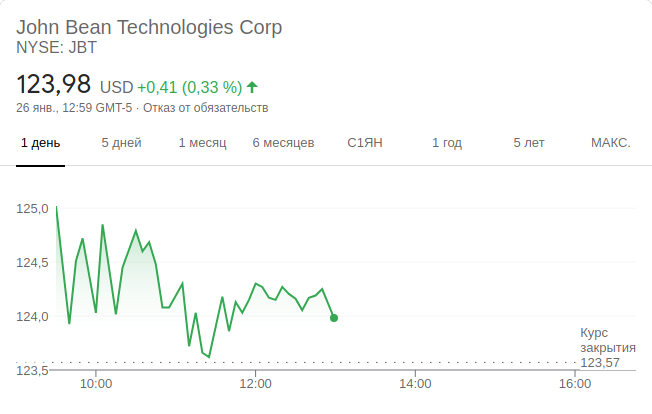 John Bean Technologies Corp
NYSE: JBT
123,98 USD +0,41 (0,33 %)
26 янв., 12:59 GMT-5 · Отказ от обязательств
1 день 5 дней 1 месяц 6 месяцев С1ЯН 1 год 5 лет МАКС.
125,0
124,5
124,0
Курс
закрытия
123,57
123,5
10:00 12:00 14:00 16:00